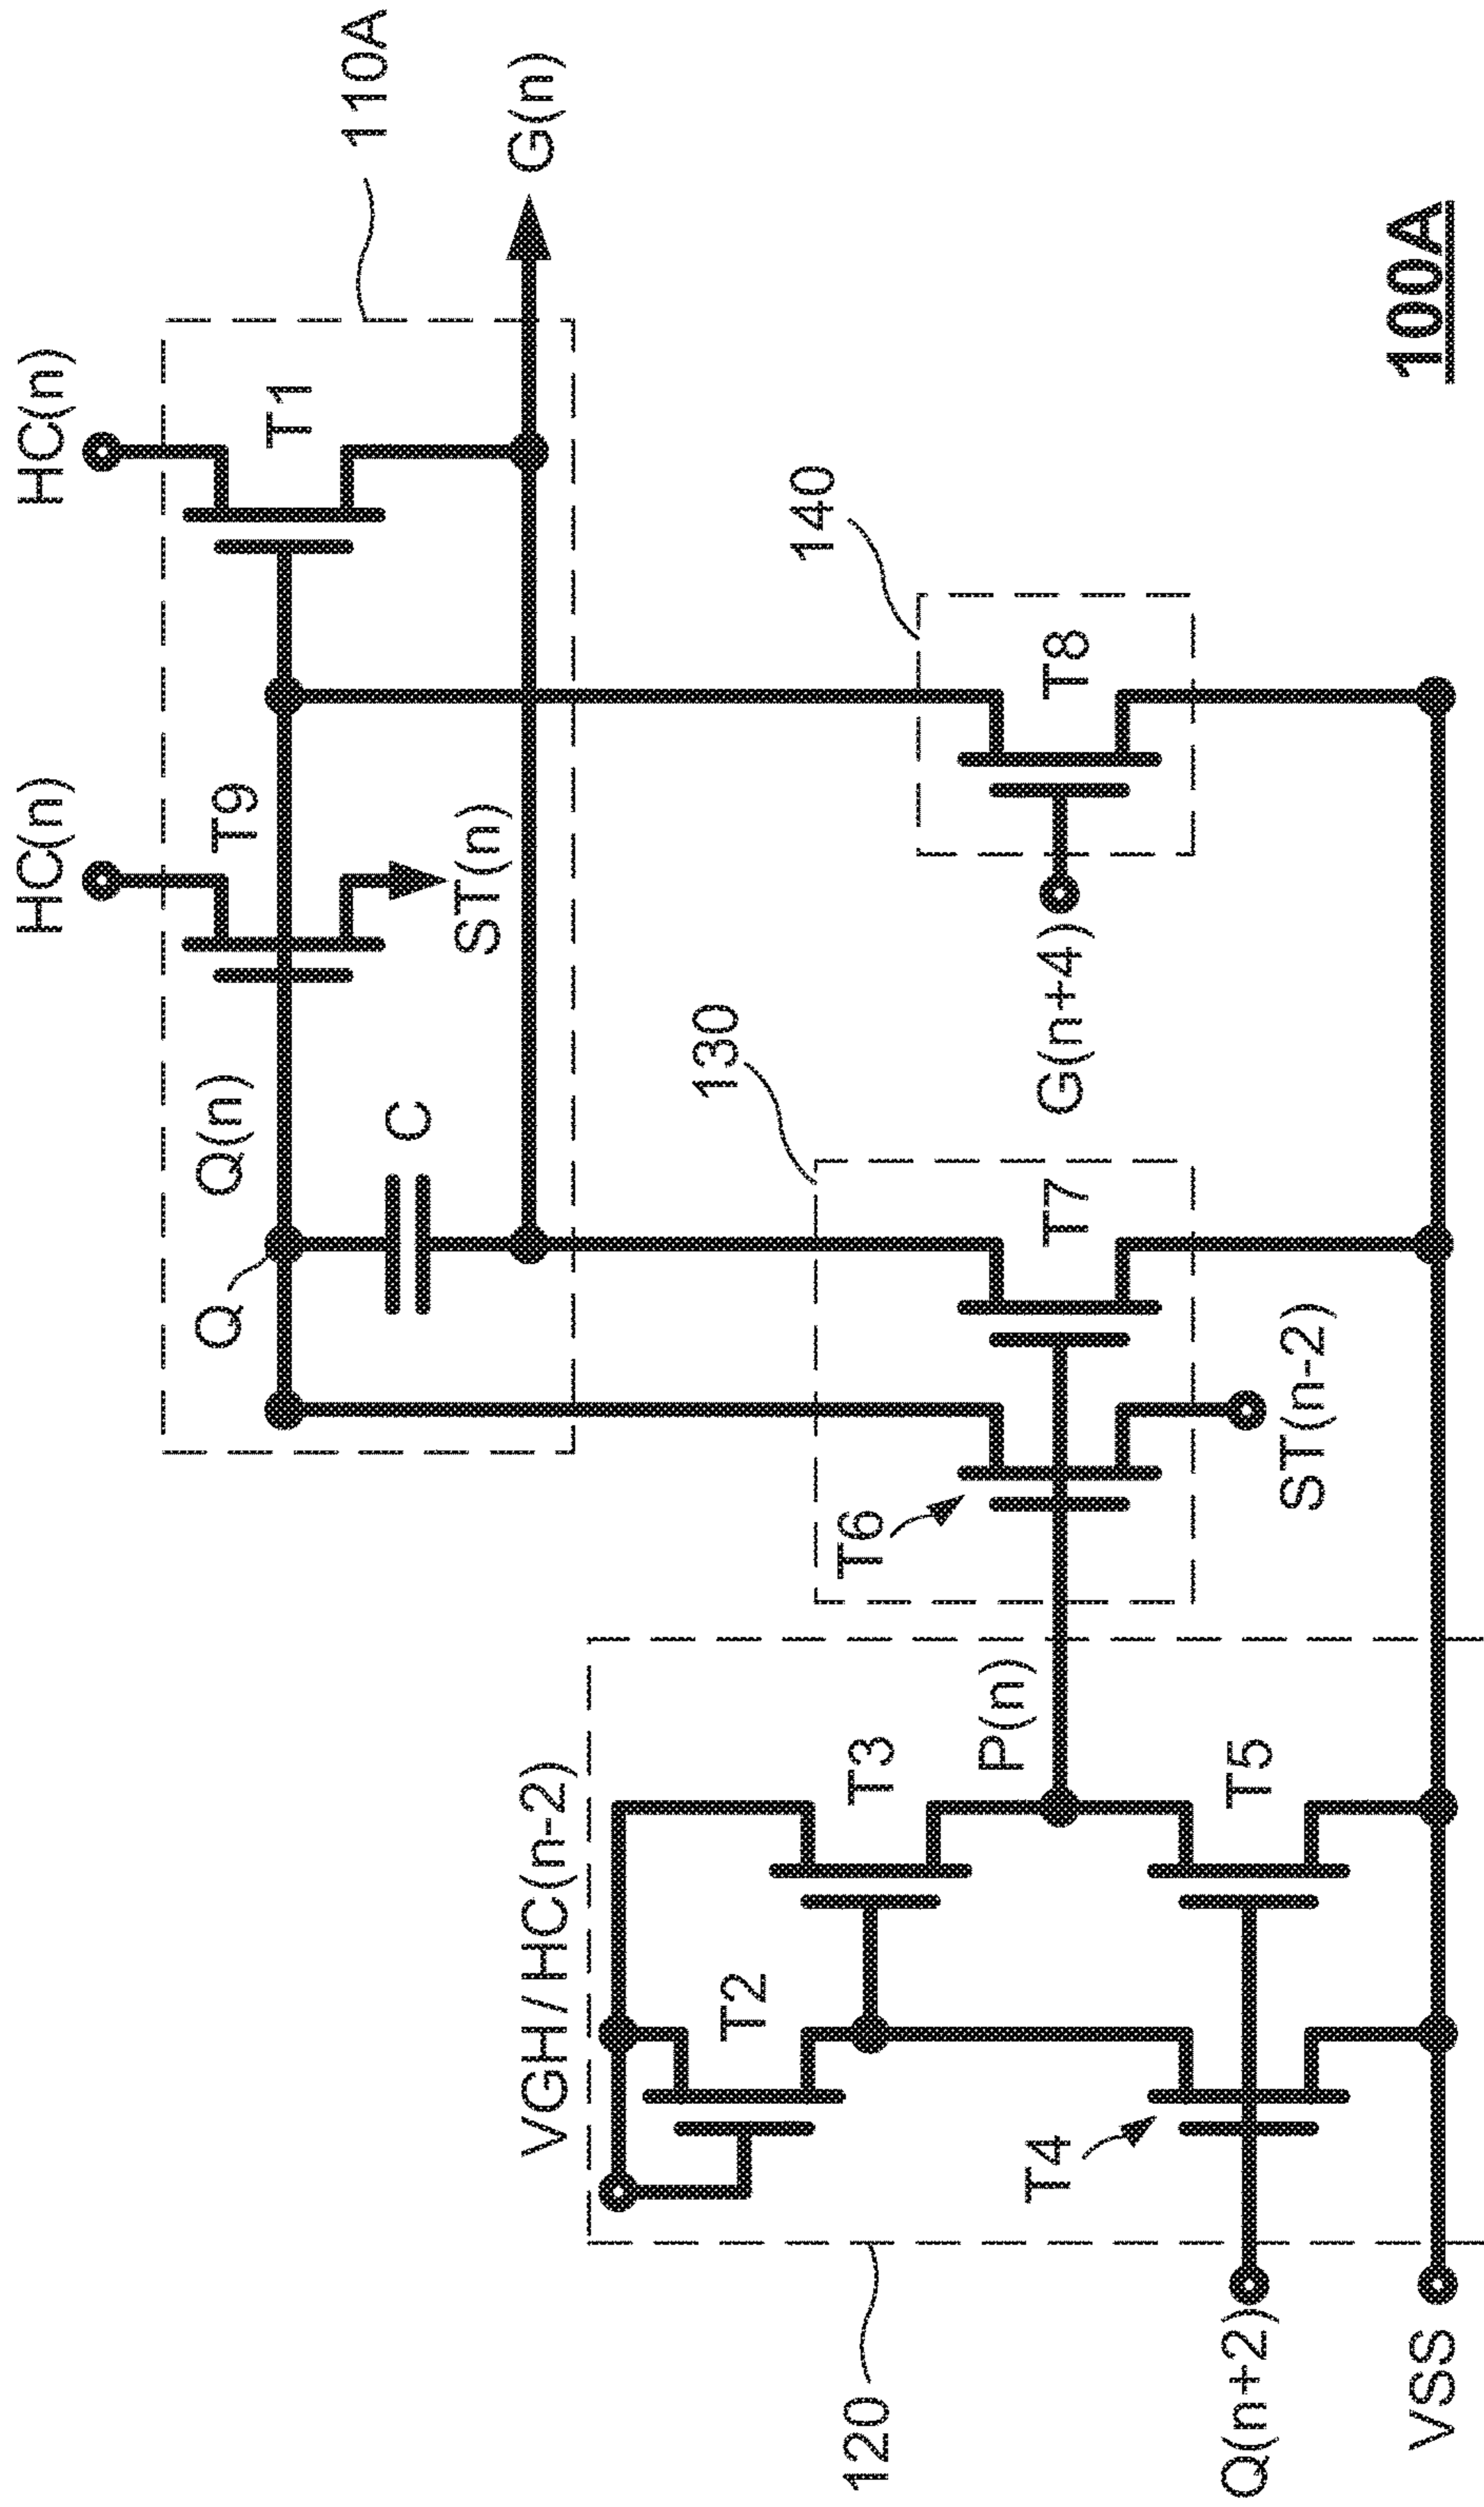 HC(n)
HC(n)
110A
T9
T1
Q
Q(n)
C
ST(n)
G(n)
VGH/HC(n-2)
130
140
T2
T3
T6
T7
T8
120
P(n)
G(n+4)
T4
T5
ST(n-2)
Q(n+2)
VSS
100A